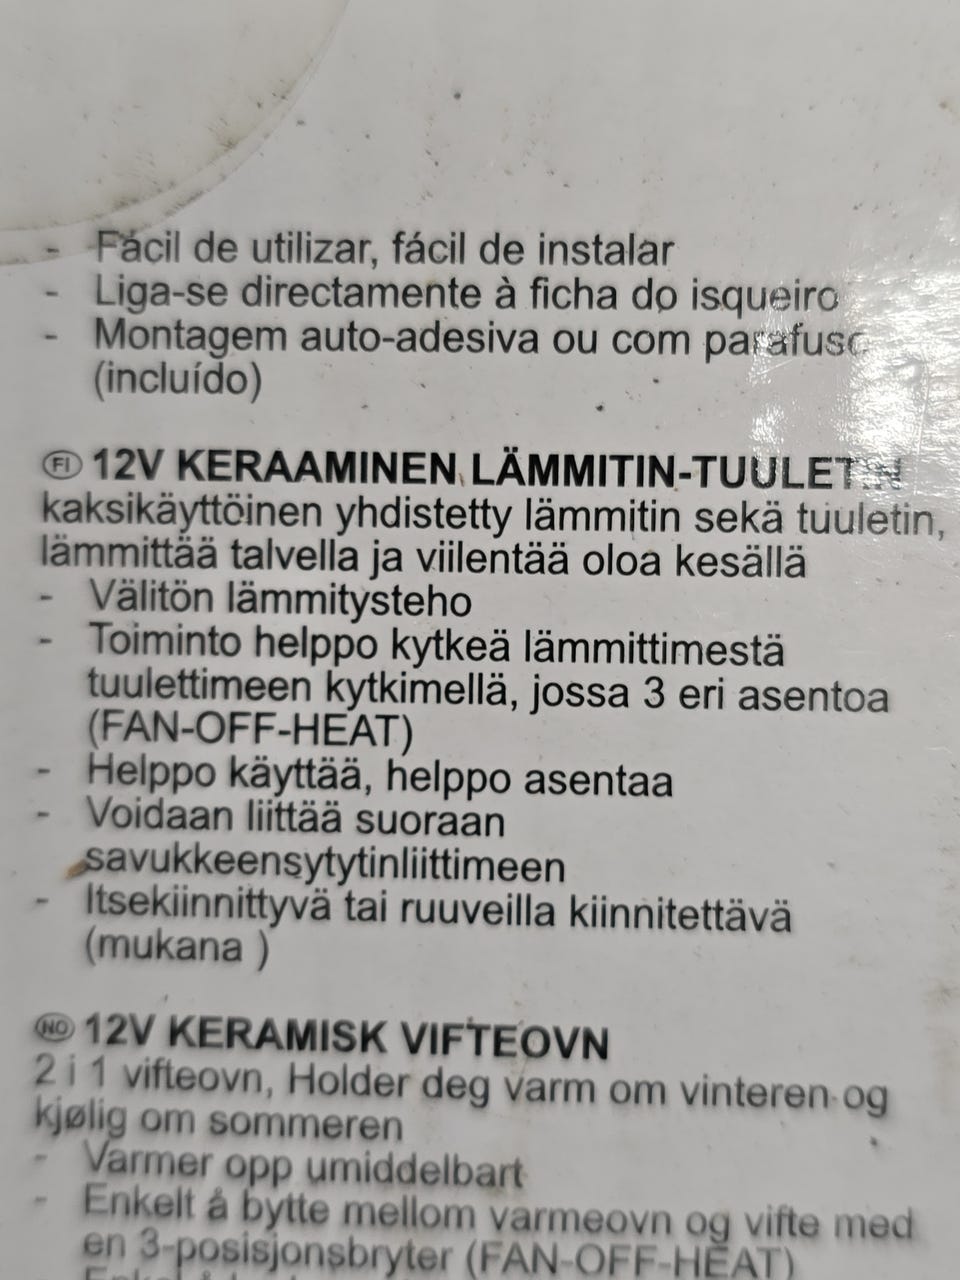 - Fácil de utilizar, fácil de instalar
- Liga-se directamente à ficha do isqueiro
- Montagem auto-adesiva ou com parafuso
(incluído)
FI 12V KERAAMINEN LÄMMITIN-TUULETIN
kaksikäyttöinen yhdistetty lämmitin sekä tuuletin,
lämmittää talvella ja viilentää oloa kesällä
- Välitön lämmitysteho
- Toiminto helppo kytkeä lämmittimestä
tuulettimeen kytkimellä, jossa 3 eri asentoa
(FAN-OFF-HEAT)
- Helppo käyttää, helppo asentaa
- Voidaan liittää suoraan
savukkeensytytinliittimeen
- Itsekiinnittyvä tai ruuveilla kiinnitettävä
(mukana )
NO 12V KERAMISK VIFTEOVN
2 i 1 vifteovn, Holder deg varm om vinteren og
kjølig om sommeren
- Varmer opp umiddelbart
- Enkelt å bytte mellom varmeovn og vifte med
en 3-posisjonsbryter (FAN-OFF-HEAT)